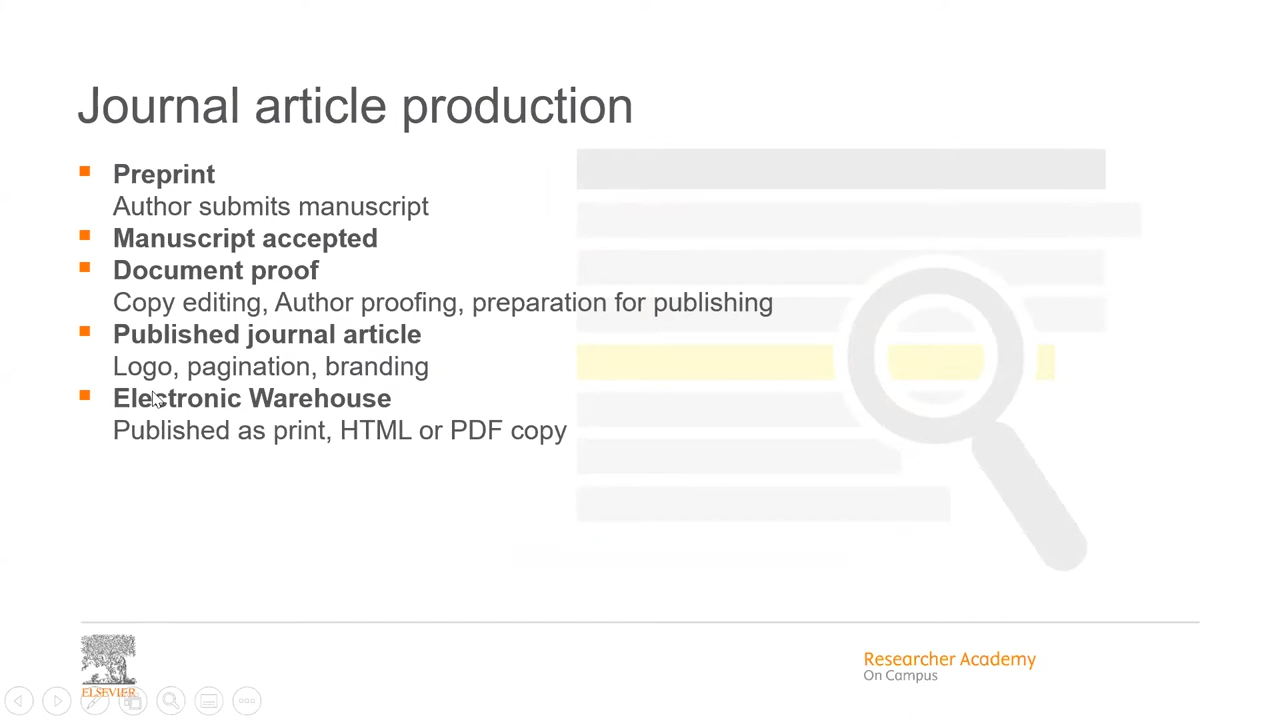 Journal article production
Preprint
Author submits manuscript
Manuscript accepted
Document proof
Copy editing, Author proofing, preparation for publishing
Published journal article
Logo, pagination, branding
Electronic Warehouse
Published as print, HTML or PDF copy
ELSEVIER
Researcher Academy
On Campus